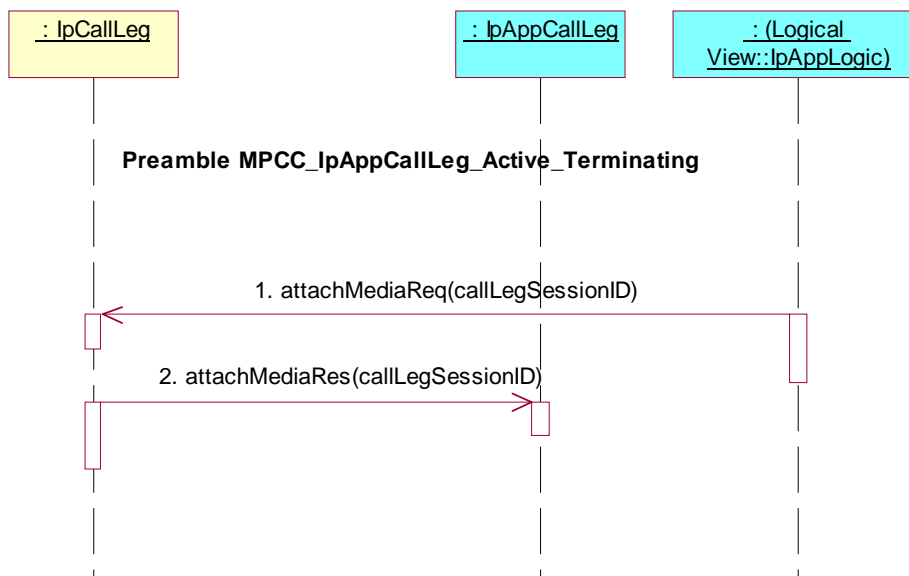 : IpCallLeg
: IpAppCallLeg
: (Logical
View::IpAppLogic)
Preamble MPCC_IpAppCallLeg_Active_Terminating
1. attachMediaReq(callLegSessionID)
2. attachMediaRes(callLegSessionID)